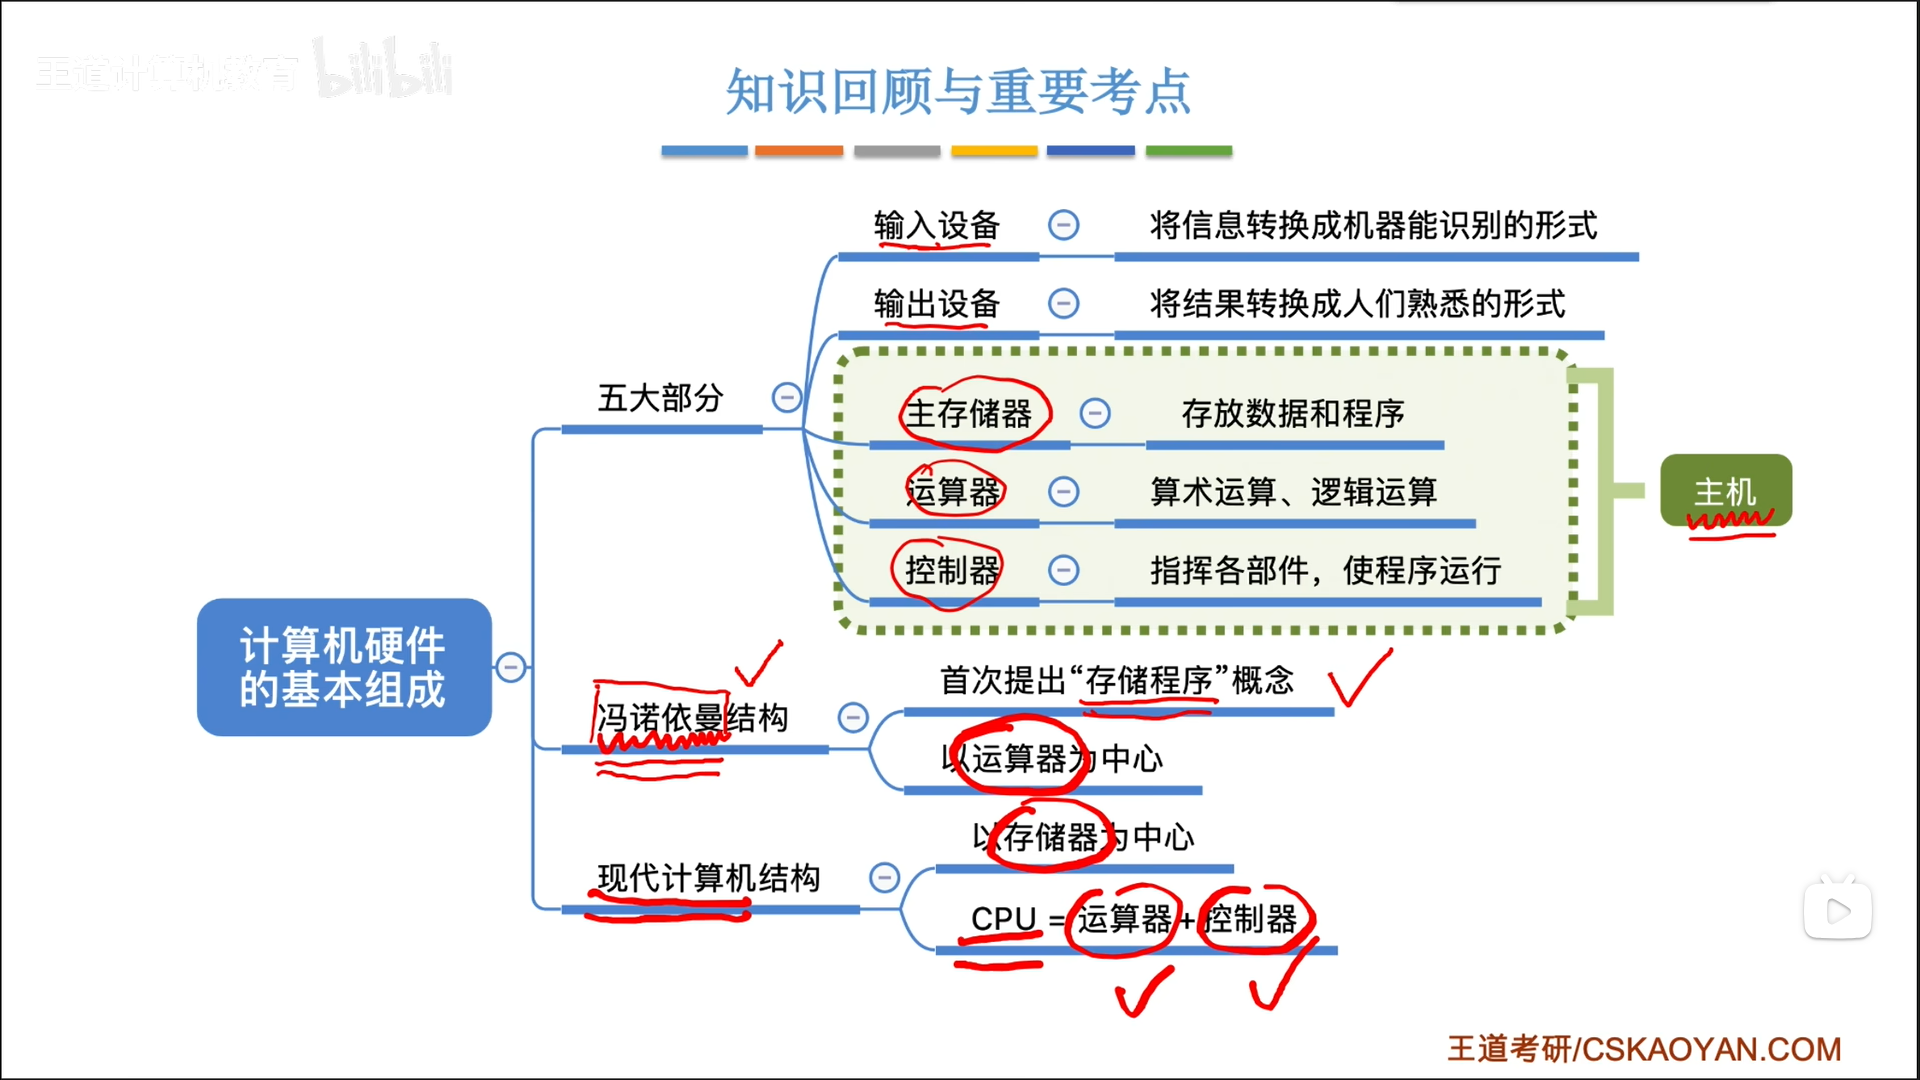 王道计算机教育 bilibili
知识回顾与重要考点
输入设备
将信息转换成机器能识别的形式
输出设备
将结果转换成人们熟悉的形式
五大部分
主存储器
存放数据和程序
运算器
算术运算、逻辑运算
主机
控制器
指挥各部件，使程序运行
计算机硬件
的基本组成
冯诺依曼结构
首次提出“存储程序”概念
以运算器为中心
现代计算机结构
以存储器为中心
CPU = 运算器+控制器
王道考研/CSKAOYAN.COM